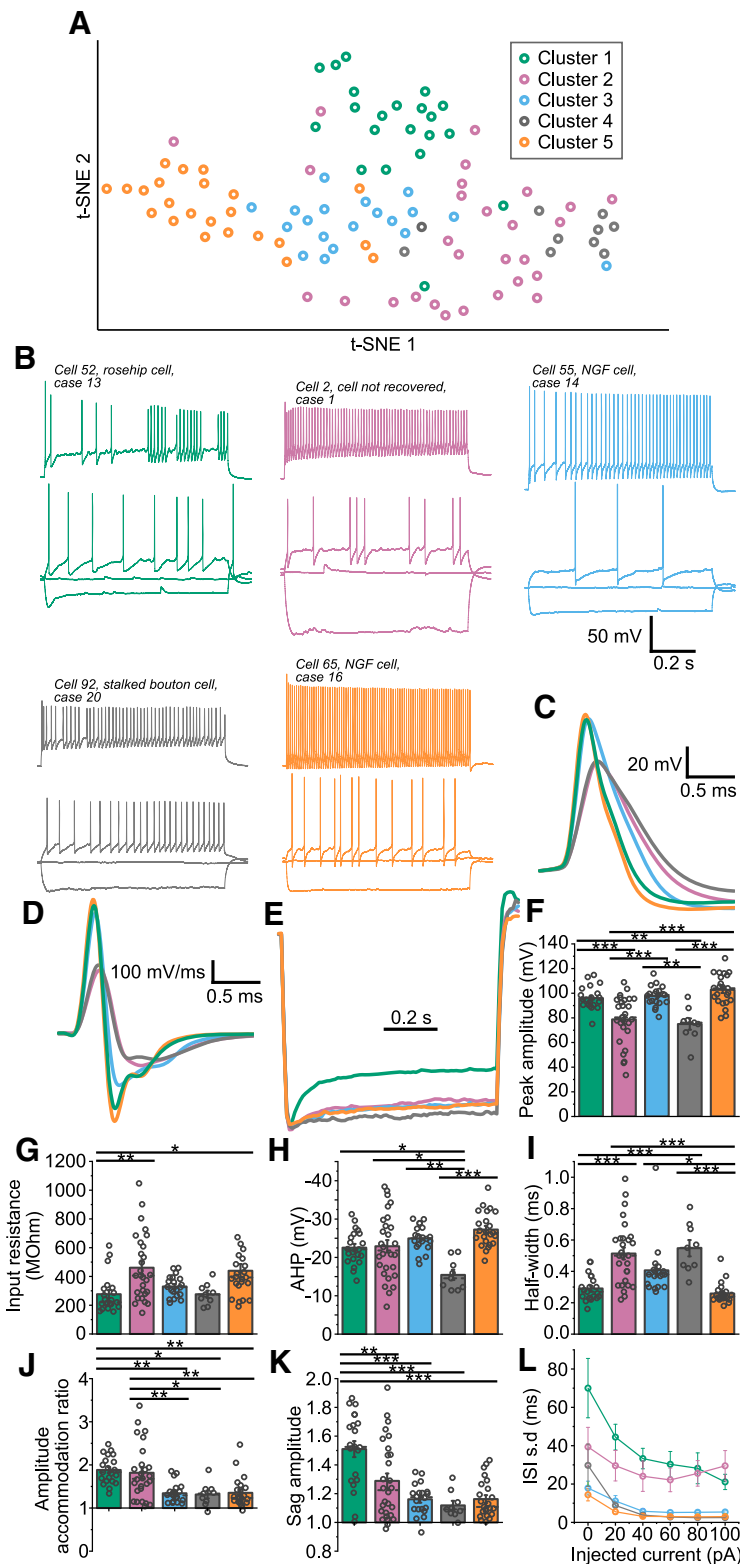 A
Cluster 1
Cluster 2
Cluster 3
Cluster 4
Cluster 5
t-SNE 2
t-SNE 1
B
Cell 52, rosehip cell,
case 13
Cell 2, cell not recovered,
case 1
Cell 55, NGF cell,
case 14
50 mV
0.2 s
Cell 92, stalked bouton cell,
case 20
Cell 65, NGF cell,
case 16
C
20 mV
0.5 ms
D
100 mV/ms
0.5 ms
E
0.2 s
F
***
**
***
***
***
**
Peak amplitude (mV)
140
120
100
80
60
40
20
0
G
*
**
Input resistance
(MOhm)
1200
1000
800
600
400
200
0
H
*
*
**
***
AHP (mV)
-40
-30
-20
-10
0
I
***
***
***
*
***
Half-width (ms)
1.0
0.8
0.6
0.4
0.2
0
J
**
*
**
**
*
**
Amplitude
accommodation ratio
4
3
2
1
0
K
**
***
***
***
Sag amplitude
2.0
1.8
1.6
1.4
1.2
1.0
L
ISI s.d (ms)
80
60
40
20
0
0 20 40 60 80 100
Injected current (pA)